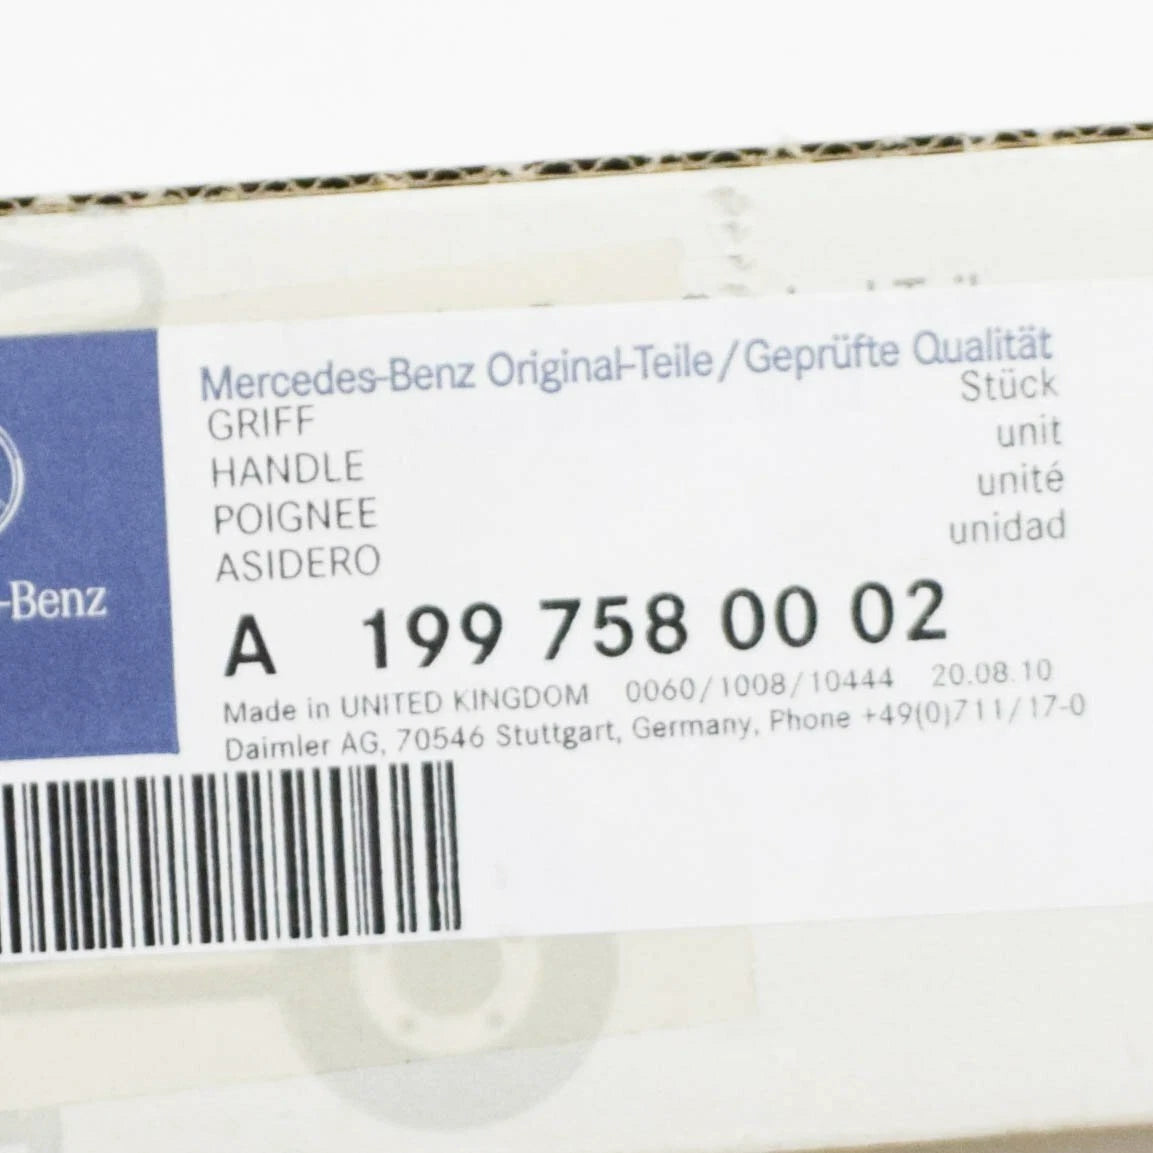 Mercedes-Benz Original-Teile/Geprüfte Qualität
GRIFF Stück
HANDLE unit
POIGNEE unité
ASIDERO unidad
-Benz
A 199 758 00 02
Made in UNITED KINGDOM 0060/1008/10444 20.08.10
Daimler AG, 70546 Stuttgart, Germany, Phone +49(0)711/17-0